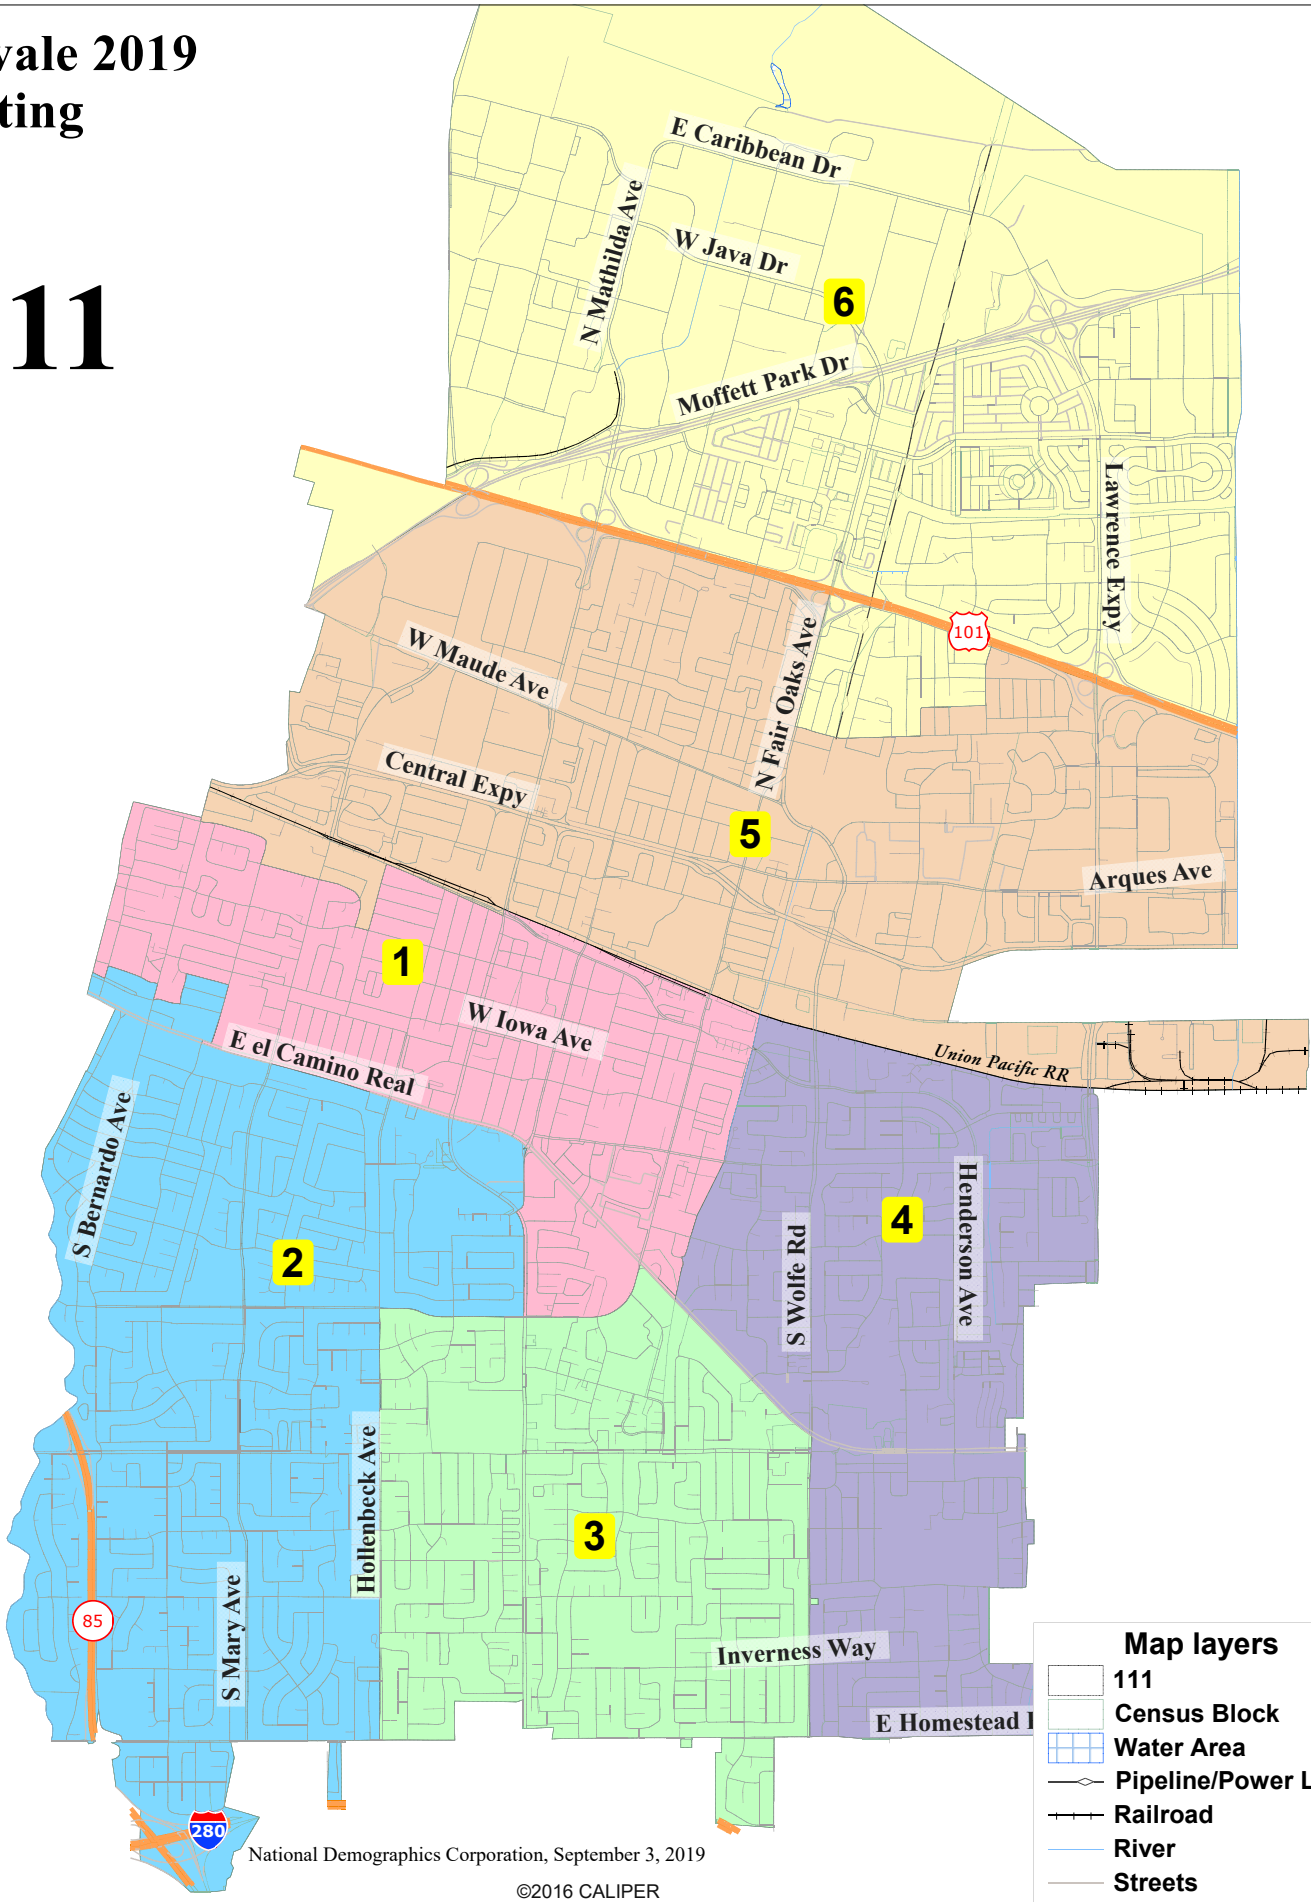 vale 2019
ting
11
E Caribbean Dr
N Mathilda Ave
W Java Dr
6
Moffett Park Dr
Lawrence Expy
101
W Maude Ave
N Fair Oaks Ave
Central Expy
5
Arques Ave
1
W Iowa Ave
E el Camino Real
Union Pacific RR
S Bernardo Ave
Henderson Ave
4
S Wolfe Rd
2
Hollenbeck Ave
3
85
S Mary Ave
Inverness Way
E Homestead
280
Map layers
111
Census Block
Water Area
Pipeline/Power L
Railroad
River
Streets
National Demographics Corporation, September 3, 2019
©2016 CALIPER